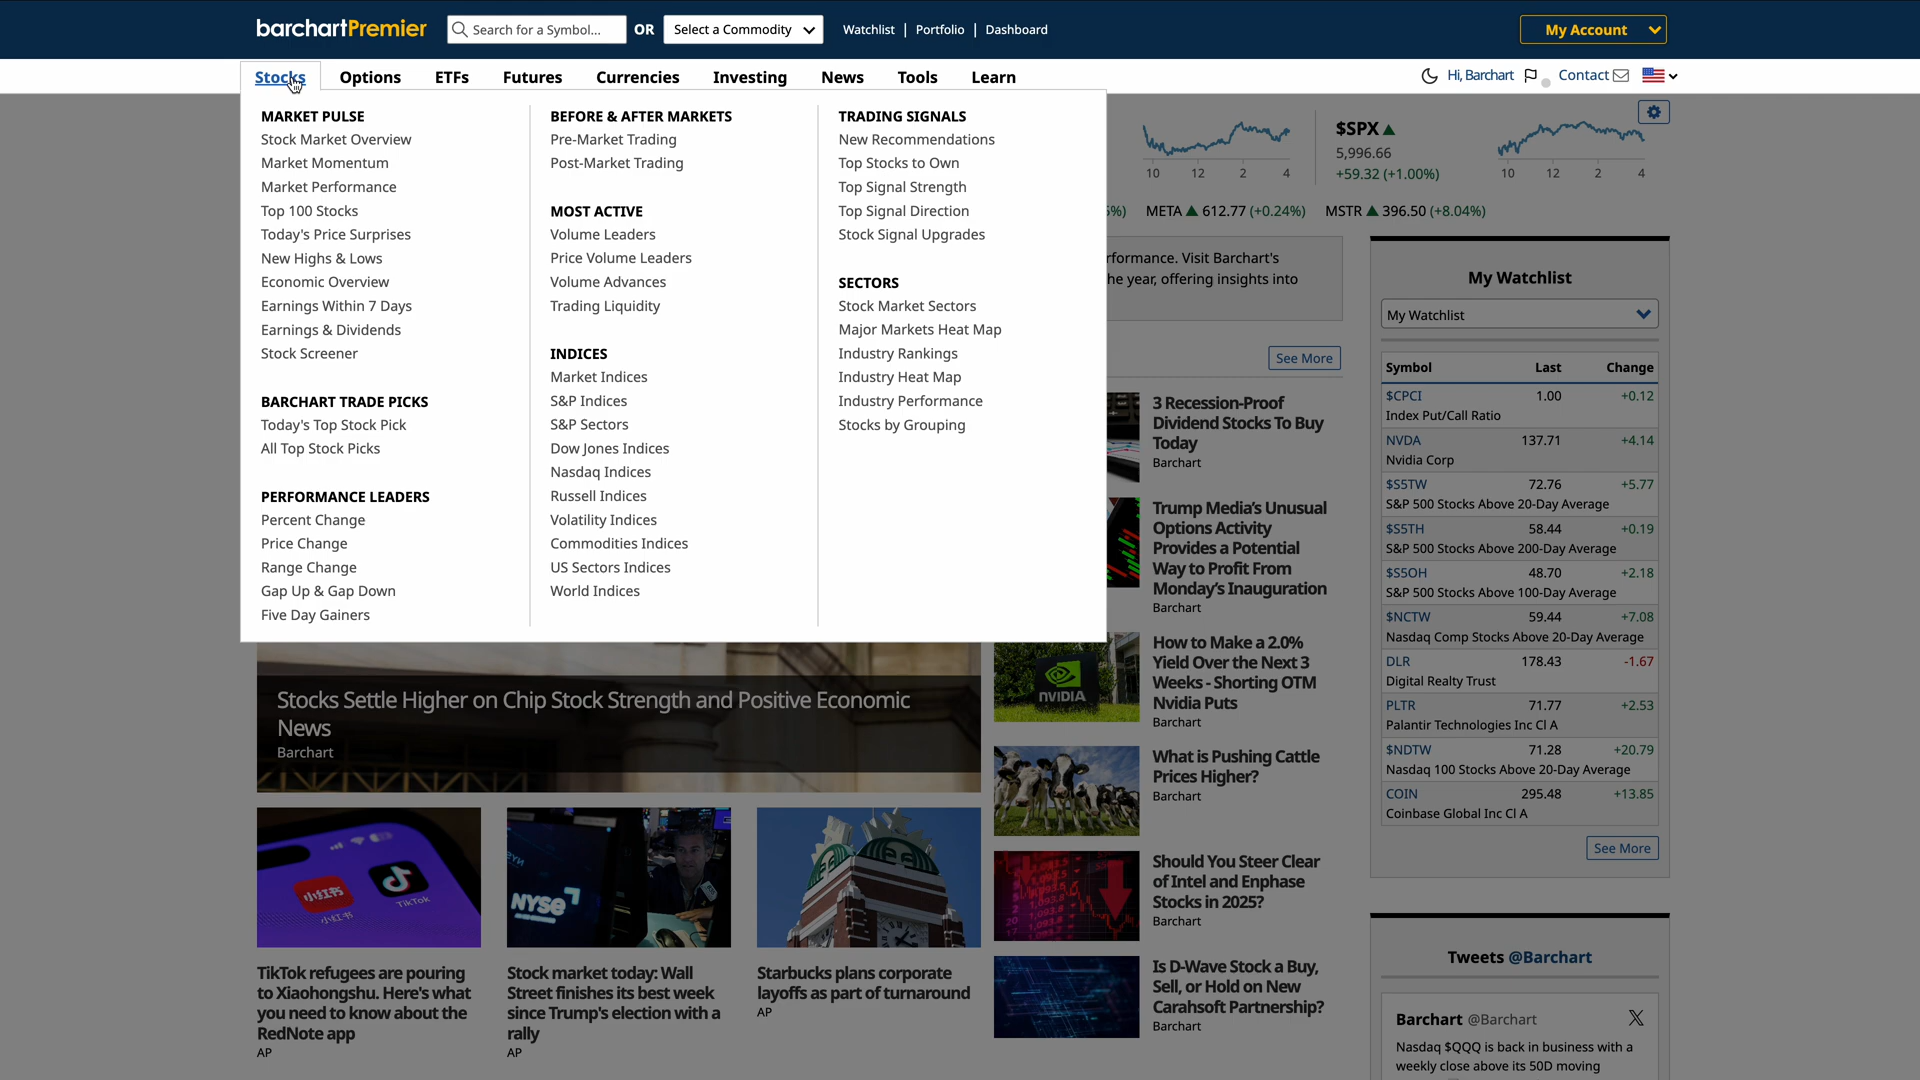 barchartPremier
Search for a Symbol...
OR
Select a Commodity
Watchlist | Portfolio | Dashboard
My Account
Stocks
Options
ETFs
Futures
Currencies
Investing
News
Tools
Learn
Hi, Barchart
Contact
MARKET PULSE
Stock Market Overview
Market Momentum
Market Performance
Top 100 Stocks
Today's Price Surprises
New Highs & Lows
Economic Overview
Earnings Within 7 Days
Earnings & Dividends
Stock Screener
BARCHART TRADE PICKS
Today's Top Stock Pick
All Top Stock Picks
PERFORMANCE LEADERS
Percent Change
Price Change
Range Change
Gap Up & Gap Down
Five Day Gainers
BEFORE & AFTER MARKETS
Pre-Market Trading
Post-Market Trading
MOST ACTIVE
Volume Leaders
Price Volume Leaders
Volume Advances
Trading Liquidity
INDICES
Market Indices
S&P Indices
S&P Sectors
Dow Jones Indices
Nasdaq Indices
Russell Indices
Volatility Indices
Commodities Indices
US Sectors Indices
World Indices
TRADING SIGNALS
New Recommendations
Top Stocks to Own
Top Signal Strength
Top Signal Direction
Stock Signal Upgrades
SECTORS
Stock Market Sectors
Major Markets Heat Map
Industry Rankings
Industry Heat Map
Industry Performance
Stocks by Grouping
10 12 2 4
$SPX
5,996.66
+59.32 (+1.00%)
10 12 2 4
META 612.77 (+0.24%)
MSTR 396.50 (+8.04%)
Visit Barchart's
he year, offering insights into
See More
3 Recession-Proof
Dividend Stocks To Buy
Today
Barchart
Trump Media's Unusual
Options Activity
Provides a Potential
Way to Profit From
Monday's Inauguration
Barchart
How to Make a 2.0%
Yield Over the Next 3
Weeks - Shorting OTM
Nvidia Puts
Barchart
NVIDIA
What is Pushing Cattle
Prices Higher?
Barchart
Should You Steer Clear
of Intel and Enphase
Stocks in 2025?
Barchart
Is D-Wave Stock a Buy,
Sell, or Hold on New
Carahsoft Partnership?
Barchart
Stocks Settle Higher on Chip Stock Strength and Positive Economic
News
Barchart
小红书
小红书
TikTok
NYSE
TikTok refugees are pouring
to Xiaohongshu. Here's what
you need to know about the
RedNote app
AP
Stock market today: Wall
Street finishes its best week
since Trump's election with a
rally
AP
Starbucks plans corporate
layoffs as part of turnaround
AP
My Watchlist
My Watchlist
Symbol Last Change
$CPCI 1.00 +0.12
Index Put/Call Ratio
NVDA 137.71 +4.14
Nvidia Corp
$S5TW 72.76 +5.77
S&P 500 Stocks Above 20-Day Average
$S5TH 58.44 +0.19
S&P 500 Stocks Above 200-Day Average
$S5OH 48.70 +2.18
S&P 500 Stocks Above 100-Day Average
$NCTW 59.44 +7.08
Nasdaq Comp Stocks Above 20-Day Average
DLR 178.43 -1.67
Digital Realty Trust
PLTR 71.77 +2.53
Palantir Technologies Inc Cl A
$NDTW 71.28 +20.79
Nasdaq 100 Stocks Above 20-Day Average
COIN 295.48 +13.85
Coinbase Global Inc Cl A
See More
Tweets @Barchart
Barchart @Barchart
Nasdaq $QQQ is back in business with a
weekly close above its 50D moving